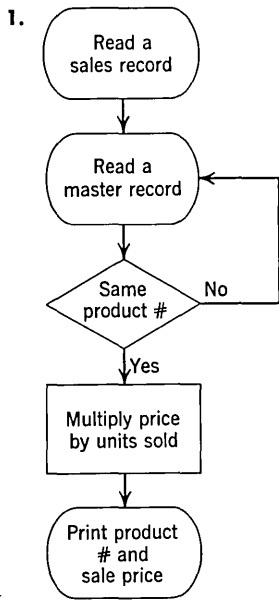 1.
Read a
sales record
Read a
master record
Same
product #
No
Yes
Multiply price
by units sold
Print product
# and
sale price